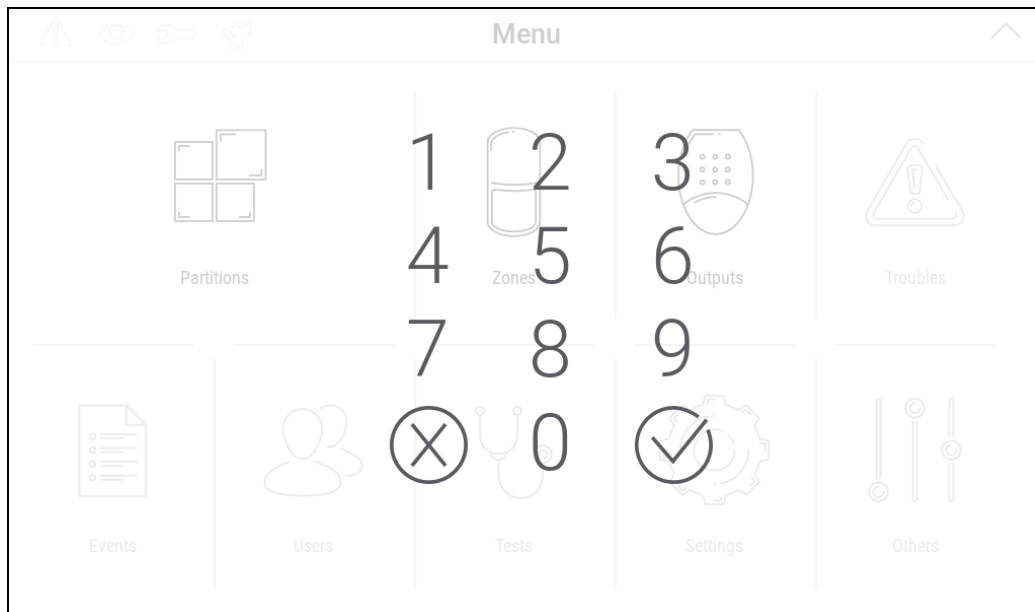 Menu
1 2 3
4 5 6
Partitions Zones Outputs Troubles
7 8 9
0
Events Users Tests Settings Others